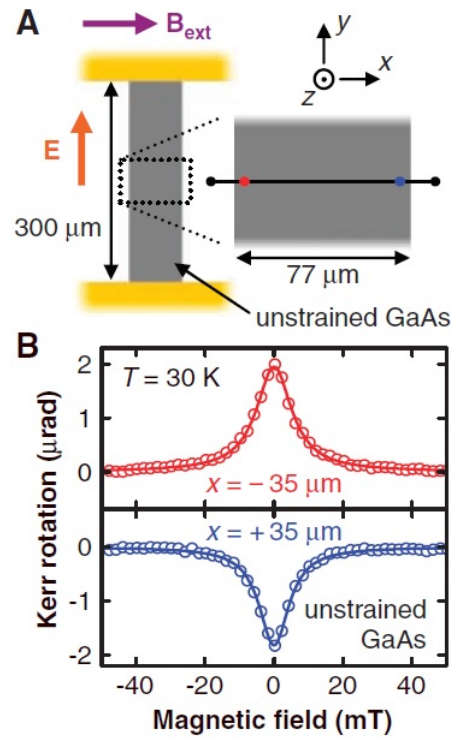 A
B_ext
y
x
z
E
300 μm
77 μm
unstrained GaAs
B
Kerr rotation (μrad)
2
1
0
T = 30 K
x = − 35 μm
0
-1
-2
x = +35 μm
unstrained
GaAs
-40 -20 0 20 40
Magnetic field (mT)